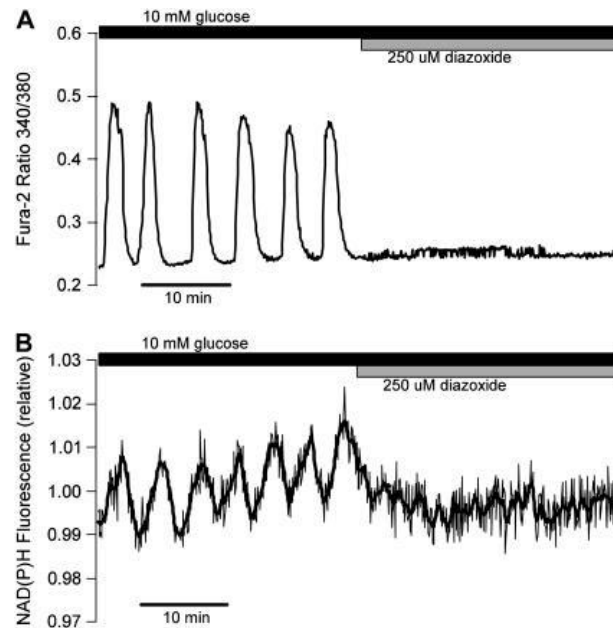 A
10 mM glucose
250 uM diazoxide
Fura-2 Ratio 340/380
0.6
0.5
0.4
0.3
0.2
10 min
B
10 mM glucose
250 uM diazoxide
NAD(P)H Fluorescence (relative)
1.03
1.02
1.01
1.00
0.99
0.98
0.97
10 min